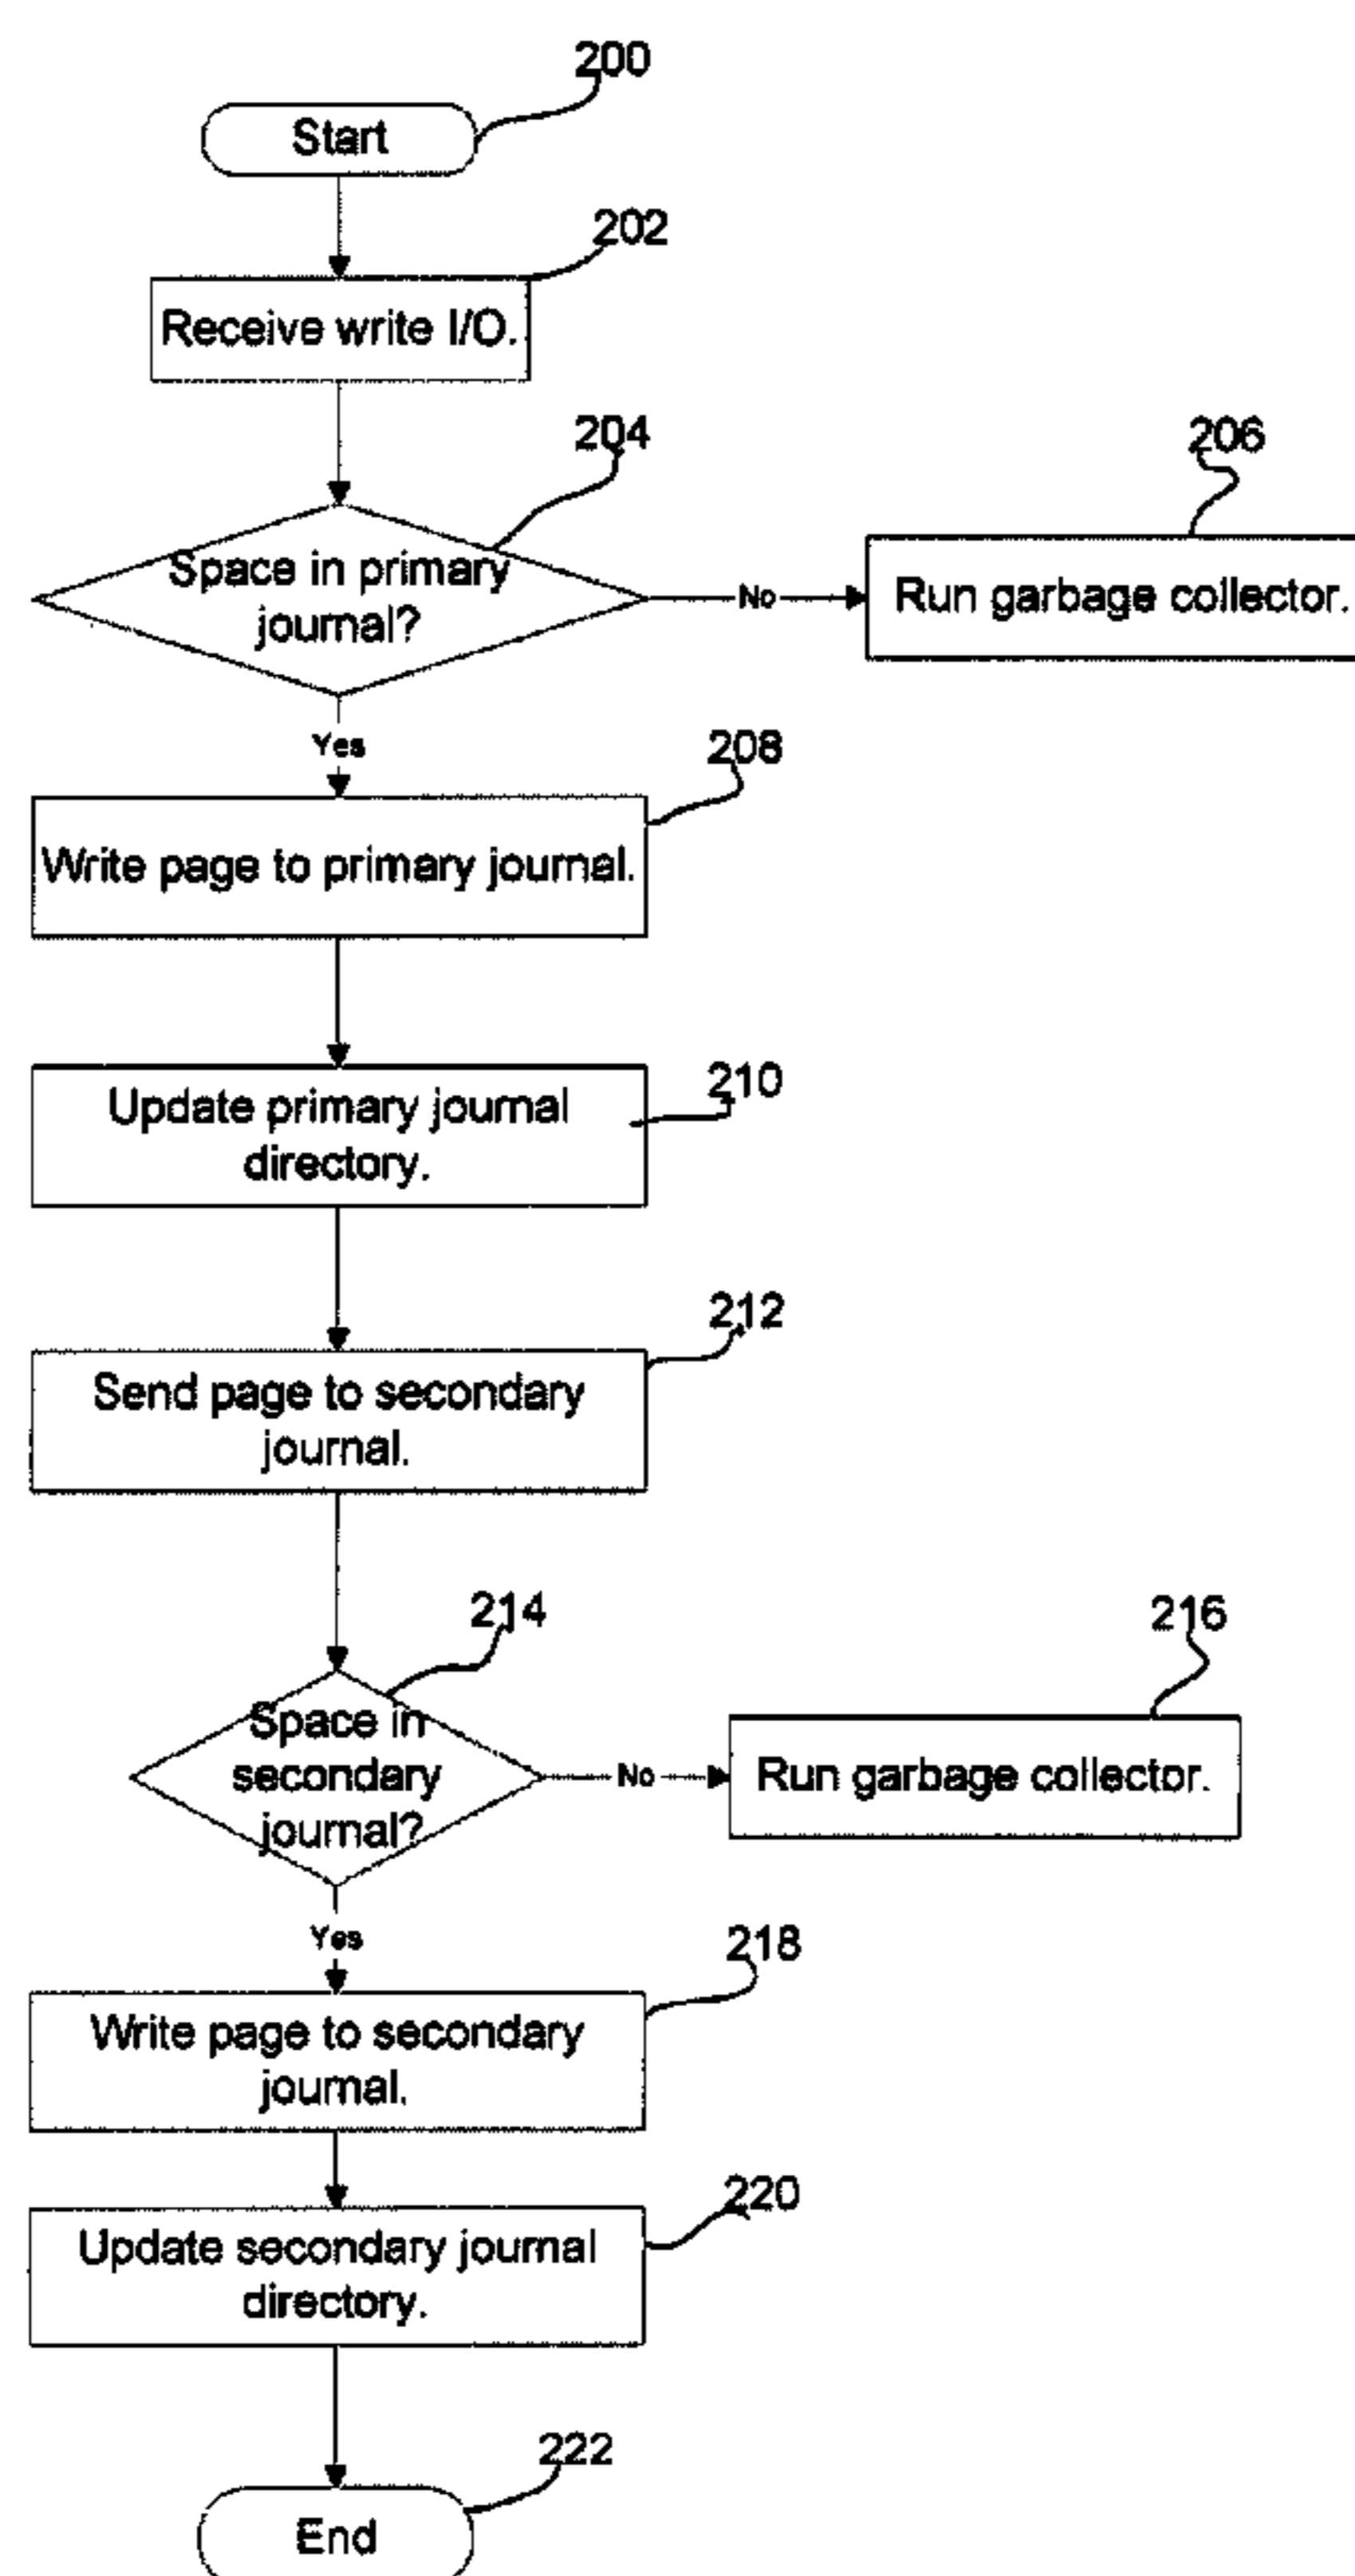 200
Start
202
Receive write I/O.
204
Space in primary
journal?
No
206
Run garbage collector.
Yes
208
Write page to primary journal.
210
Update primary journal
directory.
212
Send page to secondary
journal.
214
Space in
secondary
journal?
No
216
Run garbage collector.
Yes
218
Write page to secondary
journal.
220
Update secondary journal
directory.
222
End